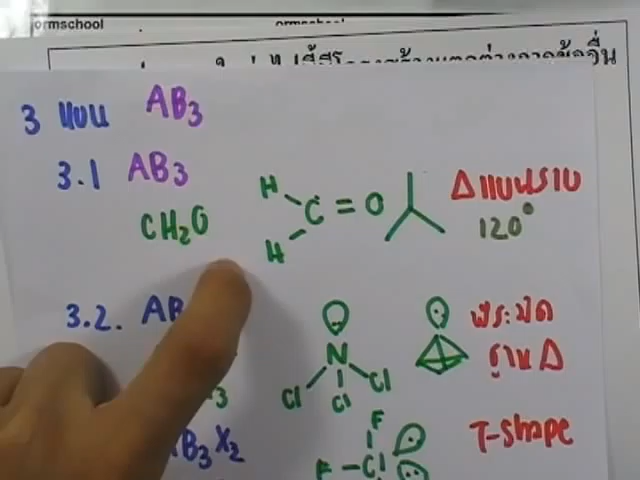 ormschool
3 แบบ AB3
3.1 AB3
CH2O
H
C = O
H
Δแบนราบ
120°
3.2. AB
N
Cl Cl Cl
พีระมิด
ฐาน Δ
3
B3X2
F
F – Cl
T-shape